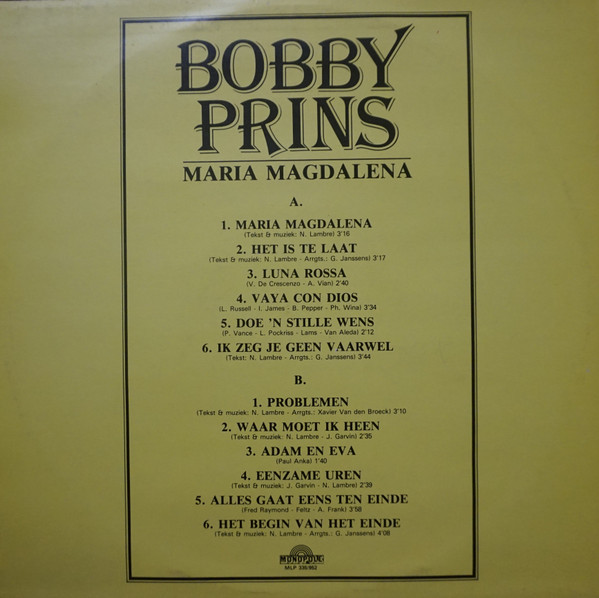 BOBBY
PRINS
MARIA MAGDALENA
A.
1. MARIA MAGDALENA
(Tekst & muziek: N. Lambre) 3'16
2. HET IS TE LAAT
(Tekst & muziek: N. Lambre - Arrgts.: G. Janssens) 3'17
3. LUNA ROSSA
(V. De Crescenzo - A. Vian) 2'40
4. VAYA CON DIOS
(L. Russell - I. James - B. Pepper - Ph. Wina) 3'34
5. DOE 'N STILLE WENS
(P. Vance - L. Pockriss - Lams - Van Aleda) 2'12
6. IK ZEG JE GEEN VAARWEL
(Tekst: N. Lambre - Arrgts.: G. Janssens) 3'44
B.
1. PROBLEMEN
(Tekst & muziek: N. Lambre - Arrgts.: Xavier Van den Broeck) 3'10
2. WAAR MOET IK HEEN
(Tekst & muziek: N. Lambre - J. Garvin) 2'35
3. ADAM EN EVA
(Paul Anka) 1'40
4. EENZAME UREN
(Tekst & muziek: J. Garvin - N. Lambre) 2'39
5. ALLES GAAT EENS TEN EINDE
(Fred Raymond - Feltz - A. Frank) 3'58
6. HET BEGIN VAN HET EINDE
(Tekst & muziek: N. Lambre - Arrgts.: G. Janssens) 4'08
MONOPOLE
MLP 336/862